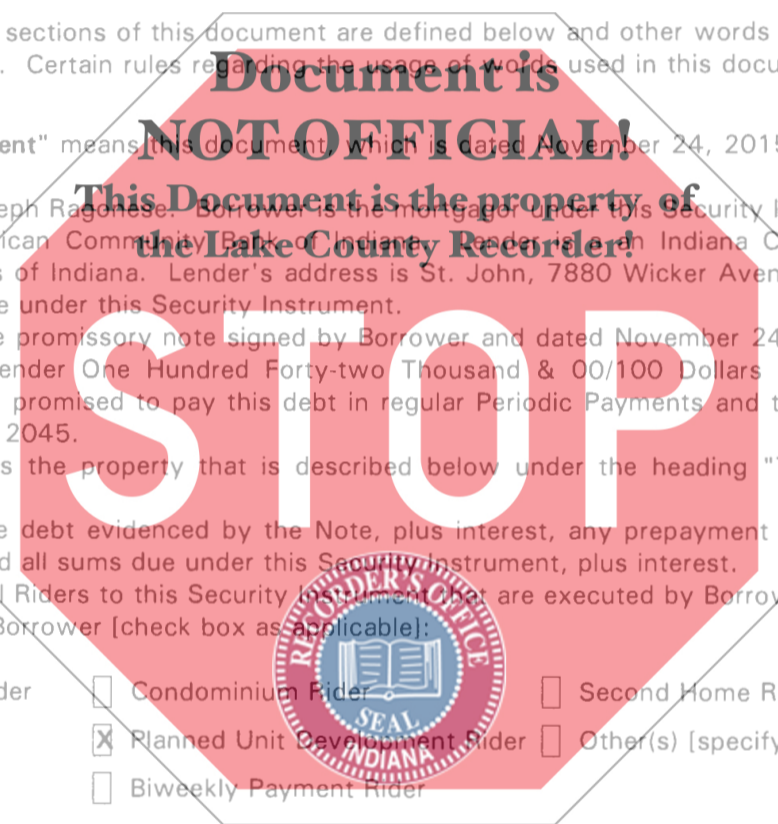 sections of this document are defined below and other words
. Certain rules regarding the usage of words used in this docu
Document is
ent" means this document, which is dated November 24, 2015
NOT OFFICIAL!
This Document is the property of
eph Ragonese. Borrower is the mortgagor under this Security I
ican Community Bank of Indiana. Lender is an Indiana C
the Lake County Recorder!
s of Indiana. Lender's address is St. John, 7880 Wicker Aven
e under this Security Instrument.
e promissory note signed by Borrower and dated November 24
ender One Hundred Forty-two Thousand & 00/100 Dollars
promised to pay this debt in regular Periodic Payments and t
2045.
STOP
s the property that is described below under the heading "T
e debt evidenced by the Note, plus interest, any prepayment
d all sums due under this Security Instrument, plus interest.
l Riders to this Security Instrument that are executed by Borrow
Borrower [check box as applicable]:
RECORDER'S OFFICE
SEAL
INDIANA
der Condominium Rider Second Home R
X Planned Unit Development Rider Other(s) [specify
Biweekly Payment Rider